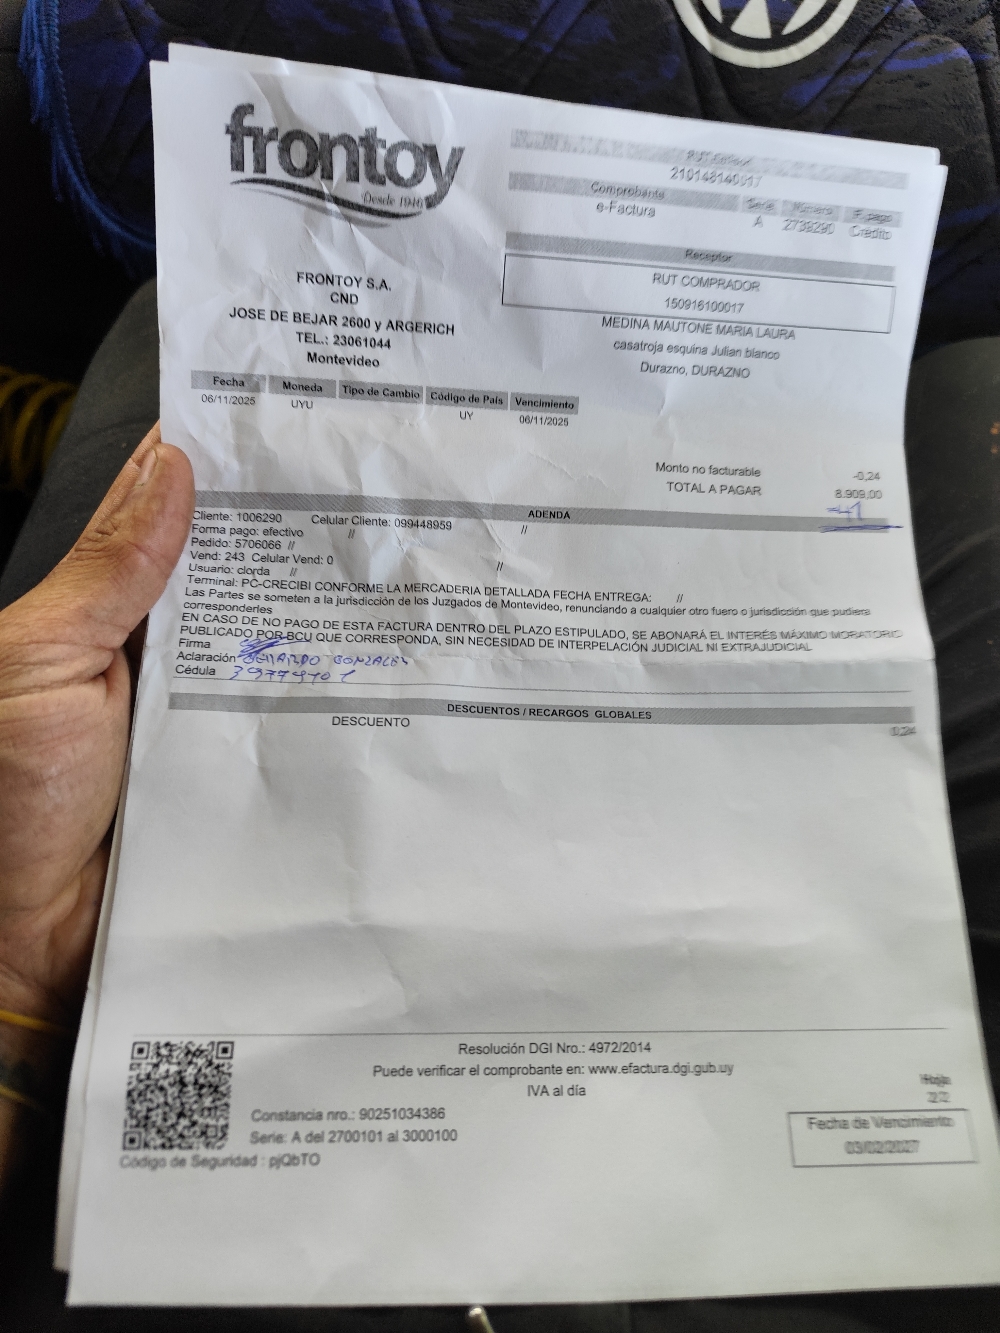 frontoy
Desde 1946
RUT Emisor
210148140017
Comprobante Serie Número F. pago
e-Factura A 2738290 Crédito
Receptor
RUT COMPRADOR
150916100017
MEDINA MAUTONE MARIA LAURA
casatroja esquina Julian blanco
Durazno, DURAZNO
FRONTOY S.A.
CND
JOSE DE BEJAR 2600 y ARGERICH
TEL.: 23061044
Montevideo
Fecha Moneda Tipo de Cambio Código de País Vencimiento
06/11/2025 UYU UY 06/11/2025
Monto no facturable -0,24
TOTAL A PAGAR 8.909,00
ADENDA
Cliente: 1006290 Celular Cliente: 099448959 //
Forma pago: efectivo //
Pedido: 5706066 //
Vend: 243 Celular Vend: 0 //
Usuario: clorda //
Terminal: PC-CRECIBI CONFORME LA MERCADERIA DETALLADA FECHA ENTREGA: //
Las Partes se someten a la jurisdicción de los Juzgados de Montevideo, renunciando a cualquier otro fuero o jurisdicción que pudiera
corresponderles
EN CASO DE NO PAGO DE ESTA FACTURA DENTRO DEL PLAZO ESTIPULADO, SE ABONARÁ EL INTERÉS MÁXIMO MORATORIO
PUBLICADO POR BCU QUE CORRESPONDA, SIN NECESIDAD DE INTERPELACIÓN JUDICIAL NI EXTRAJUDICIAL
Firma
Aclaración GONZALEZ
Cédula
DESCUENTOS / RECARGOS GLOBALES
DESCUENTO 0,24
Resolución DGI Nro.: 4972/2014
Puede verificar el comprobante en: www.efactura.dgi.gub.uy
IVA al día
Constancia nro.: 90251034386
Serie: A del 2700101 al 3000100
Código de Seguridad : pjQbTO
Hoja
2/2
Fecha de Vencimiento
03/02/2027